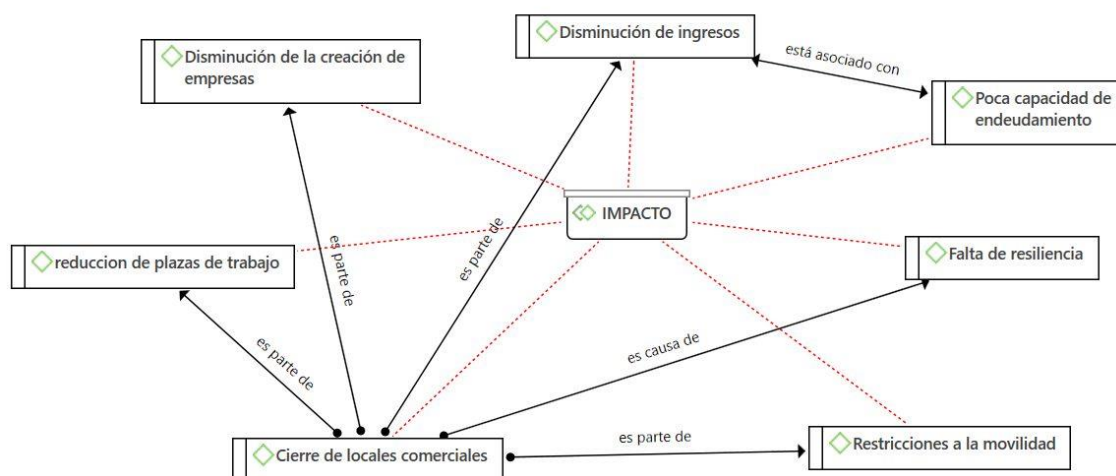 Disminución de ingresos
está asociado con
Disminución de la creación de
empresas
Poca capacidad de
endeudamiento
IMPACTO
es parte de
es parte de
reduccion de plazas de trabajo
Falta de resiliencia
es parte de
es causa de
Cierre de locales comerciales
es parte de
Restricciones a la movilidad